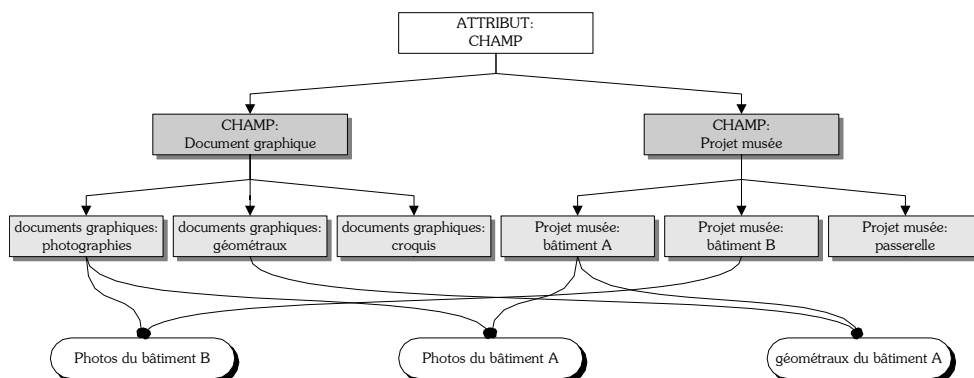 ATTRIBUT:
CHAMP
CHAMP:
Document graphique
CHAMP:
Projet musée
documents graphiques:
photographies
documents graphiques:
géométraux
documents graphiques:
croquis
Projet musée:
bâtiment A
Projet musée:
bâtiment B
Projet musée:
passerelle
Photos du bâtiment B
Photos du bâtiment A
géométraux du bâtiment A